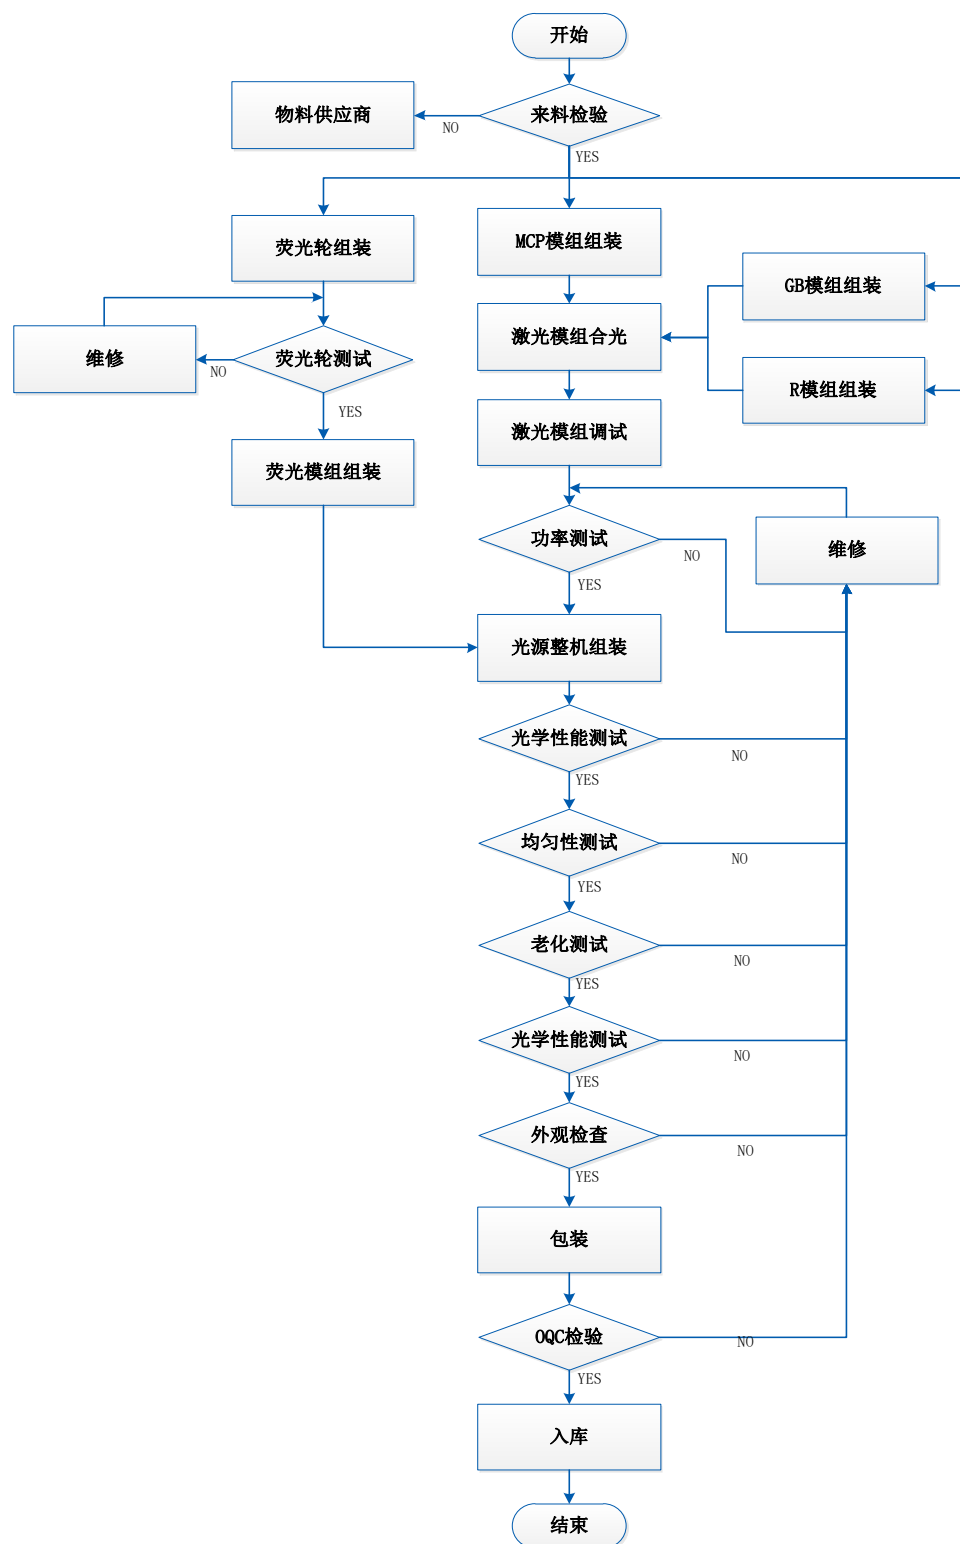 开始
来料检验
物料供应商
NO
YES
荧光轮组装
MCP模组组装
GB模组组装
激光模组合光
维修
荧光轮测试
NO
R模组组装
YES
激光模组调试
荧光模组组装
功率测试
NO
维修
YES
光源整机组装
光学性能测试
NO
YES
均匀性测试
NO
YES
老化测试
NO
YES
光学性能测试
NO
YES
外观检查
NO
YES
包装
OQC检验
NO
YES
入库
结束